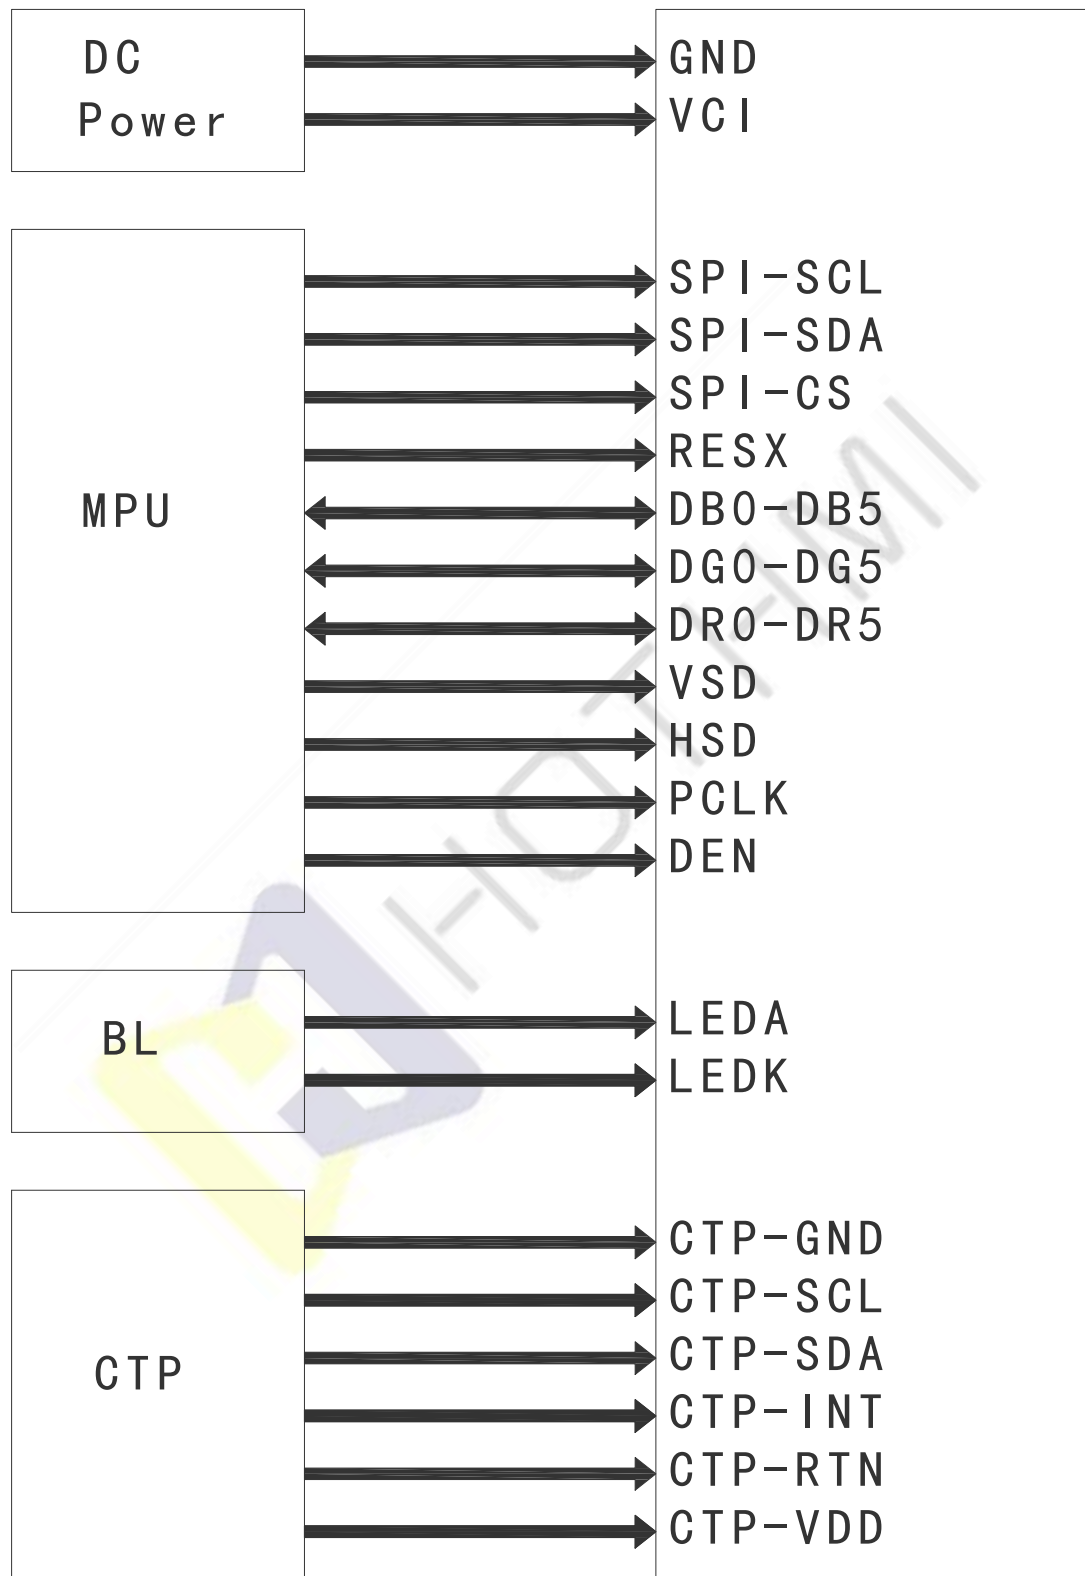 DC
Power
GND
VCI
MPU
SPI-SCL
SPI-SDA
SPI-CS
RESX
DB0-DB5
DG0-DG5
DR0-DR5
VSD
HSD
PCLK
DEN
BL
LEDA
LEDK
CTP
CTP-GND
CTP-SCL
CTP-SDA
CTP-INT
CTP-RTN
CTP-VDD
HOTHMI